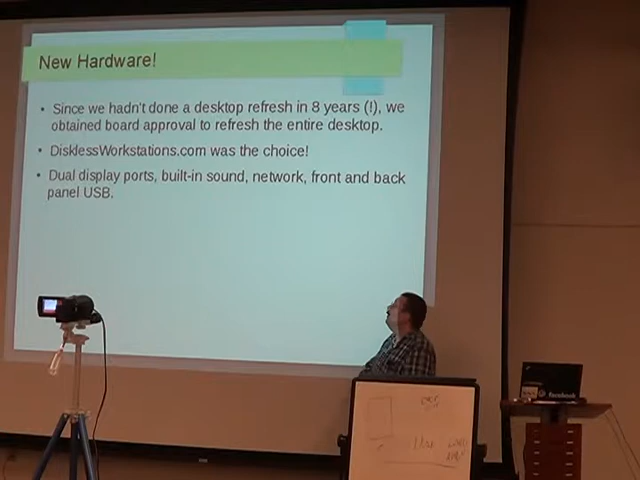 New Hardware!
• Since we hadn't done a desktop refresh in 8 years (!), we
obtained board approval to refresh the entire desktop.
• DisklessWorkstations.com was the choice!
• Dual display ports, built-in sound, network, front and back
panel USB.
facebook